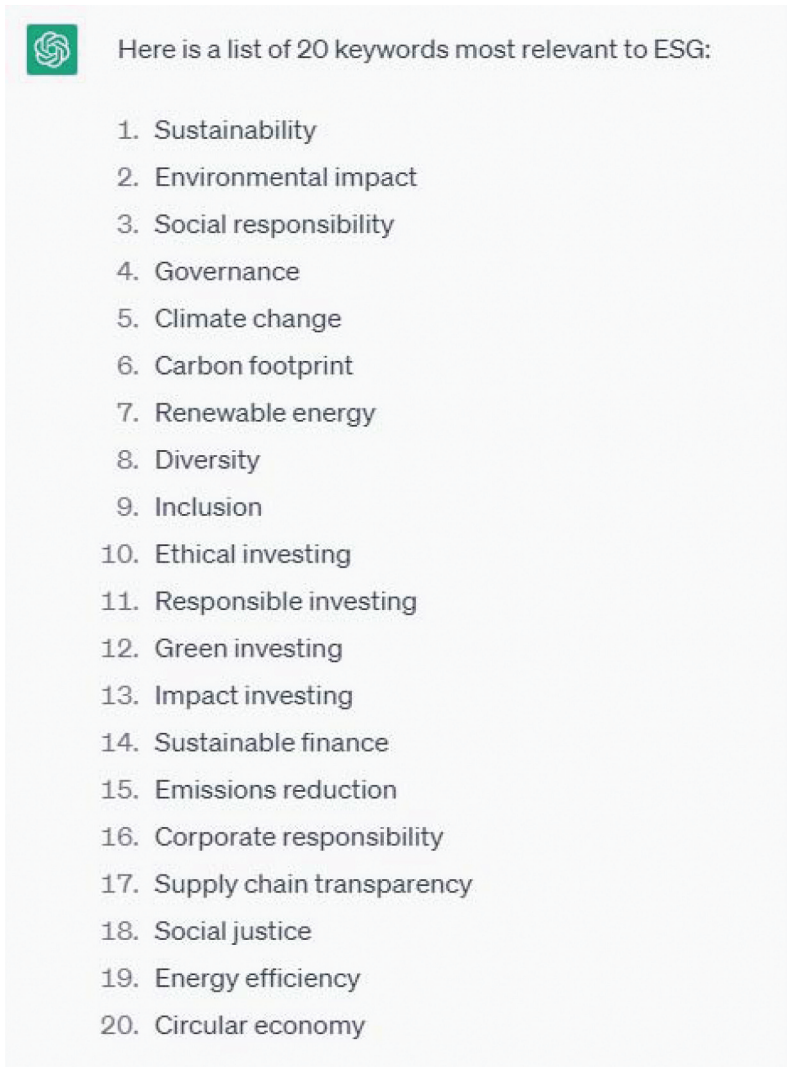 Here is a list of 20 keywords most relevant to ESG:
1. Sustainability
2. Environmental impact
3. Social responsibility
4. Governance
5. Climate change
6. Carbon footprint
7. Renewable energy
8. Diversity
9. Inclusion
10. Ethical investing
11. Responsible investing
12. Green investing
13. Impact investing
14. Sustainable finance
15. Emissions reduction
16. Corporate responsibility
17. Supply chain transparency
18. Social justice
19. Energy efficiency
20. Circular economy